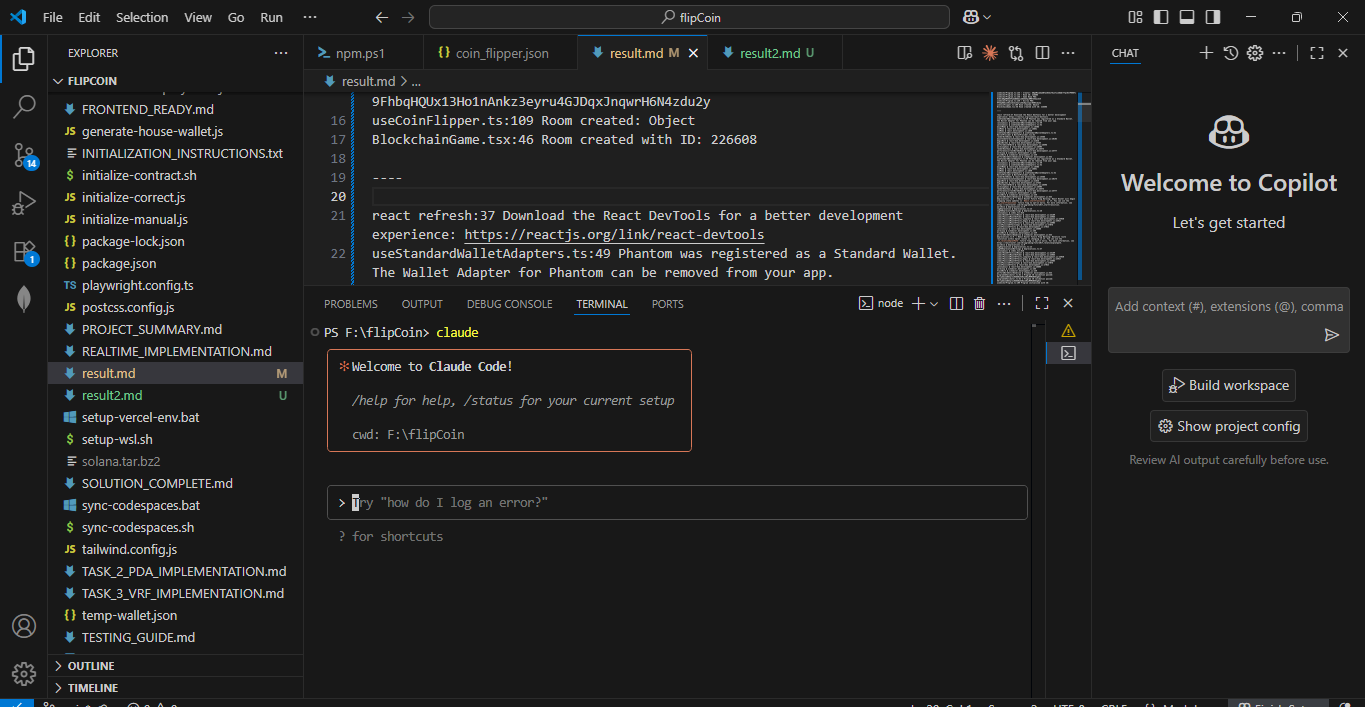 File Edit Selection View Go Run ···
flipCoin
EXPLORER ···
FLIPCOIN
FRONTEND_READY.md
JS generate-house-wallet.js
INITIALIZATION_INSTRUCTIONS.txt
$ initialize-contract.sh
JS initialize-correct.js
JS initialize-manual.js
{} package-lock.json
{} package.json
TS playwright.config.ts
JS postcss.config.js
PROJECT_SUMMARY.md
REALTIME_IMPLEMENTATION.md
result.md M
result2.md U
setup-vercel-env.bat
$ setup-wsl.sh
solana.tar.bz2
SOLUTION_COMPLETE.md
sync-codespaces.bat
$ sync-codespaces.sh
JS tailwind.config.js
TASK_2_PDA_IMPLEMENTATION.md
TASK_3_VRF_IMPLEMENTATION.md
{} temp-wallet.json
TESTING_GUIDE.md
OUTLINE
TIMELINE
14
1
npm.ps1 {} coin_flipper.json result.md M result2.md U
result.md > ...
9FhbqHQUx13Ho1nAnkz3eyru4GJDqxJnqwrH6N4zdu2y
16 useCoinFlipper.ts:109 Room created: Object
17 BlockchainGame.tsx:46 Room created with ID: 226608
18
19 ----
20
21 react refresh:37 Download the React DevTools for a better development
experience: https://reactjs.org/link/react-devtools
22 useStandardWalletAdapters.ts:49 Phantom was registered as a Standard Wallet.
The Wallet Adapter for Phantom can be removed from your app.
PROBLEMS OUTPUT DEBUG CONSOLE TERMINAL PORTS node
PS F:\flipCoin> claude
Welcome to Claude Code!
/help for help, /status for your current setup
cwd: F:\flipCoin
> Try "how do I log an error?"
? for shortcuts
CHAT
Welcome to Copilot
Let's get started
Add context (#), extensions (@), comma
Build workspace
Show project config
Review AI output carefully before use.